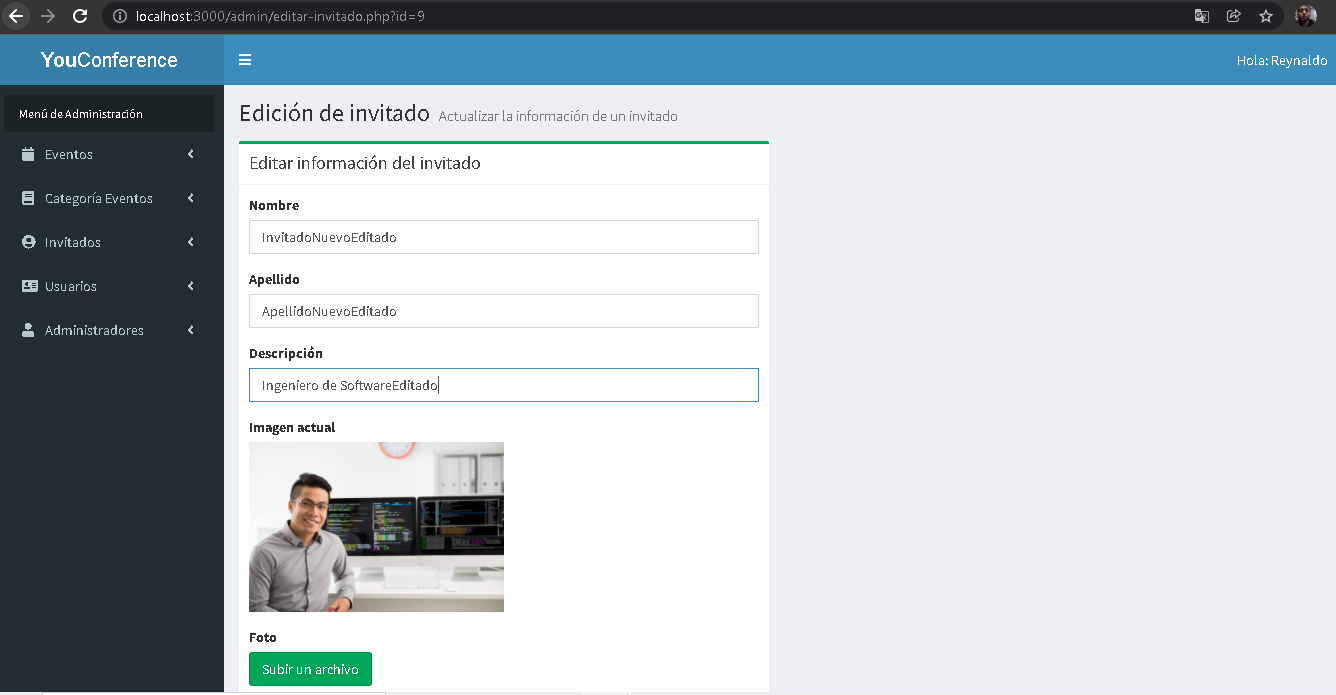 localhost:3000/admin/editar-invitado.php?id=9
YouConference
Hola: Reynaldo
Menú de Administración
Eventos
Categoría Eventos
Invitados
Usuarios
Administradores
Edición de invitado Actualizar la información de un invitado
Editar información del invitado
Nombre
InvitadoNuevoEditado
Apellido
ApellidoNuevoEditado
Descripción
Ingeniero de SoftwareEditado
Imagen actual
Foto
Subir un archivo